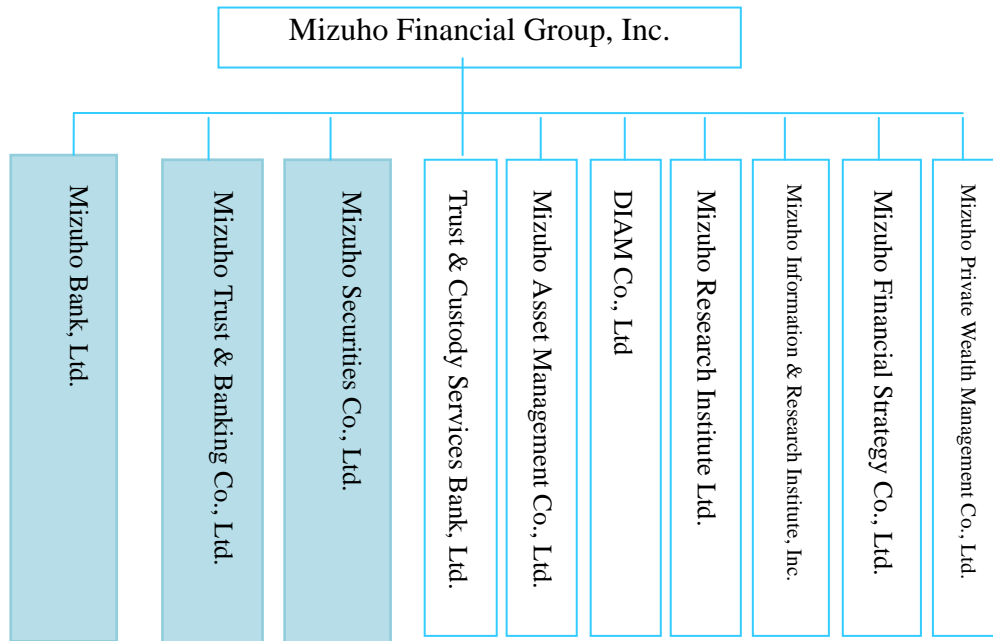 Mizuho Financial Group, Inc.
Mizuho Bank, Ltd.
Mizuho Trust & Banking Co., Ltd.
Mizuho Securities Co., Ltd.
Trust & Custody Services Bank, Ltd.
Mizuho Asset Management Co., Ltd.
DIAM Co., Ltd
Mizuho Research Institute Ltd.
Mizuho Information & Research Institute, Inc.
Mizuho Financial Strategy Co., Ltd.
Mizuho Private Wealth Management Co., Ltd.